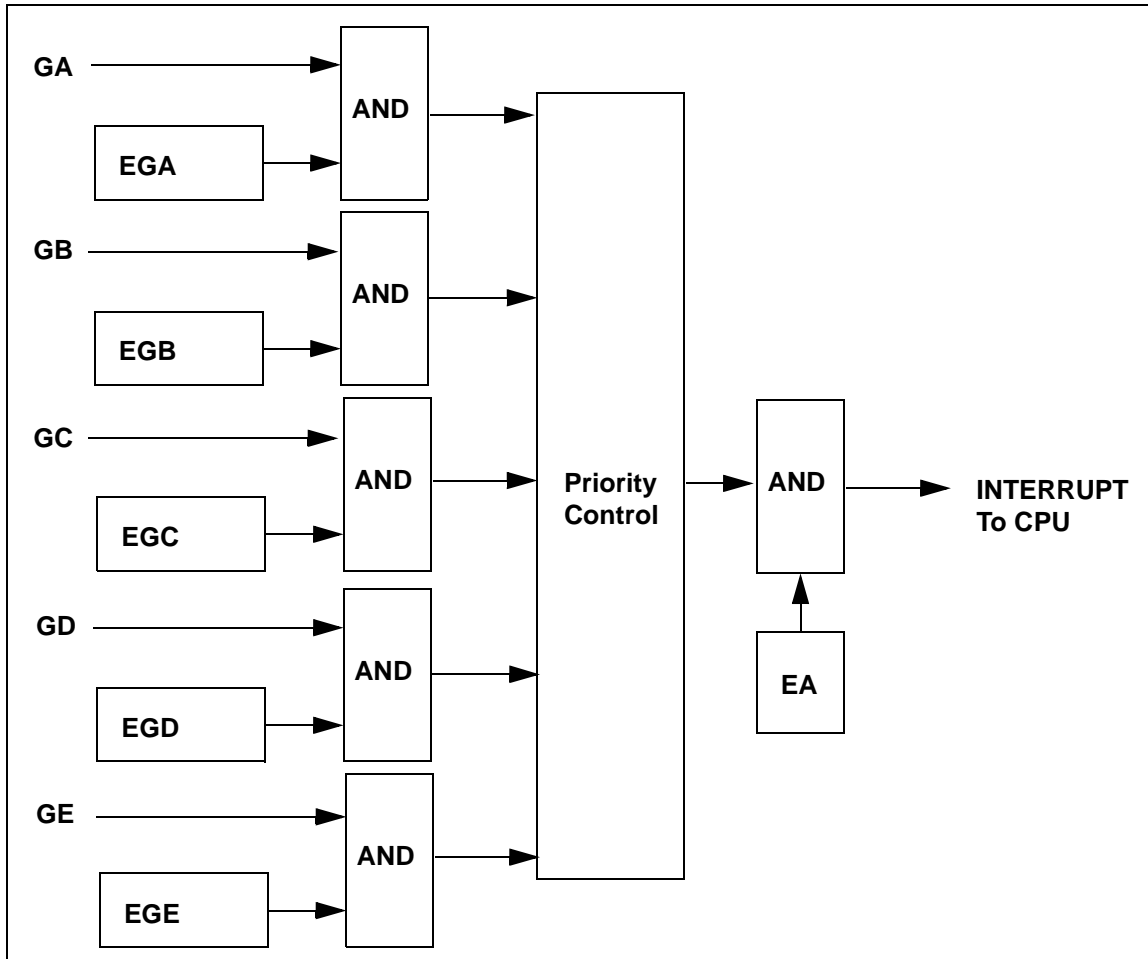 GA
AND
EGA
GB
AND
EGB
GC
AND
EGC
GD
AND
EGD
GE
AND
EGE
Priority
Control
AND
EA
INTERRUPT
To CPU